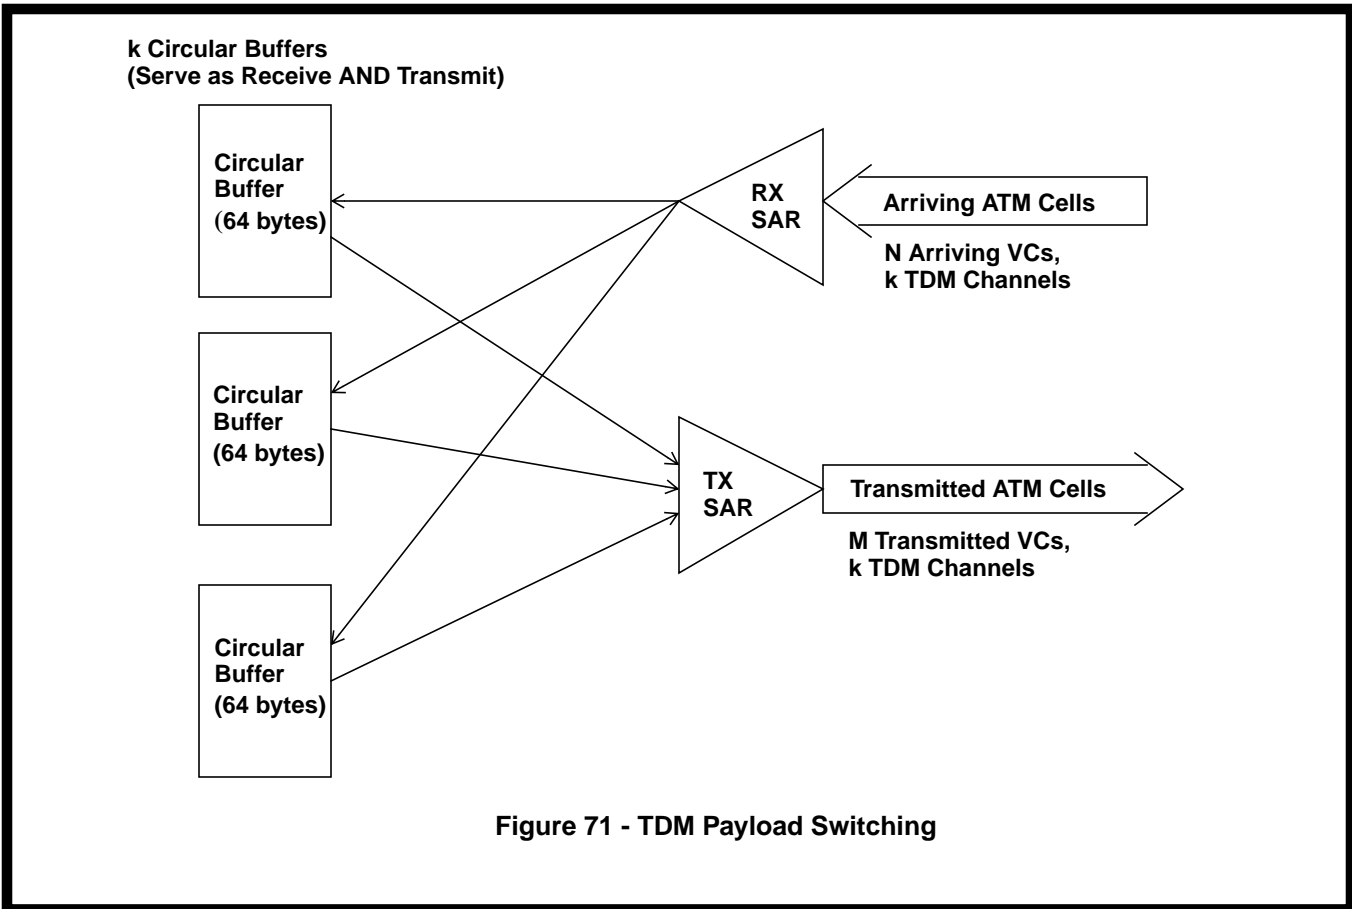 k Circular Buffers
(Serve as Receive AND Transmit)
Circular
Buffer
(64 bytes)
RX
SAR
Arriving ATM Cells
N Arriving VCs,
k TDM Channels
Circular
Buffer
(64 bytes)
TX
SAR
Transmitted ATM Cells
M Transmitted VCs,
k TDM Channels
Circular
Buffer
(64 bytes)
Figure 71 - TDM Payload Switching